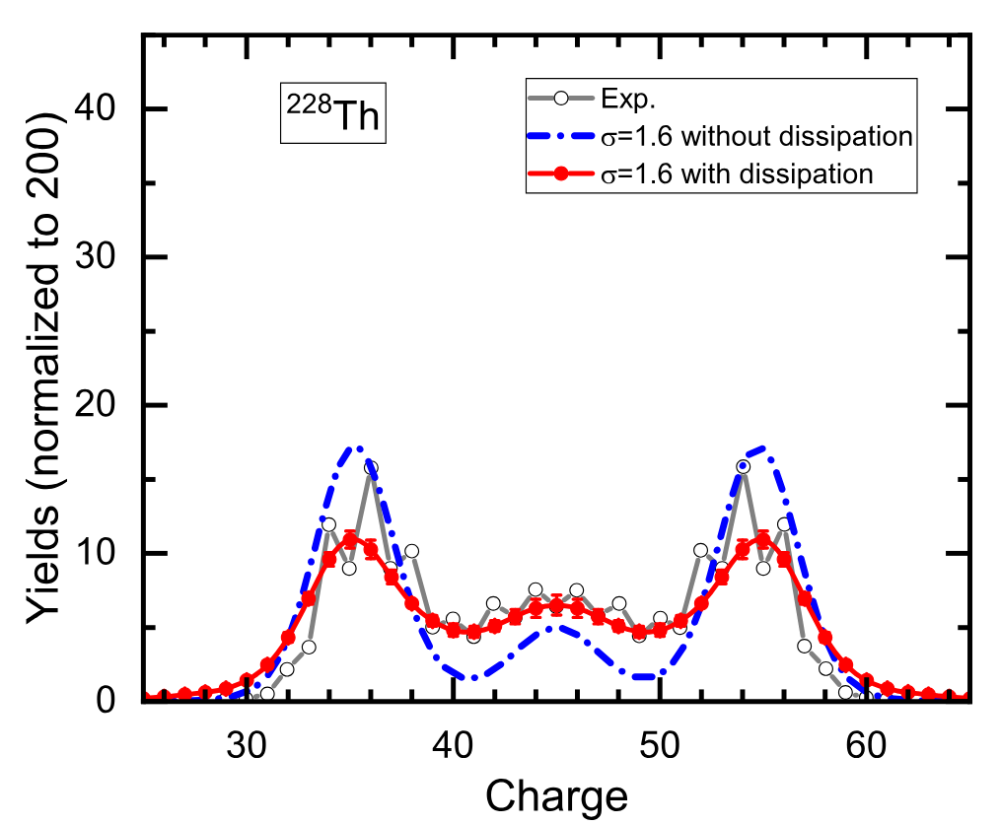 Yields (normalized to 200)
40
30
20
10
0
²²⁸Th
Exp.
σ=1.6 without dissipation
σ=1.6 with dissipation
30 40 50 60
Charge